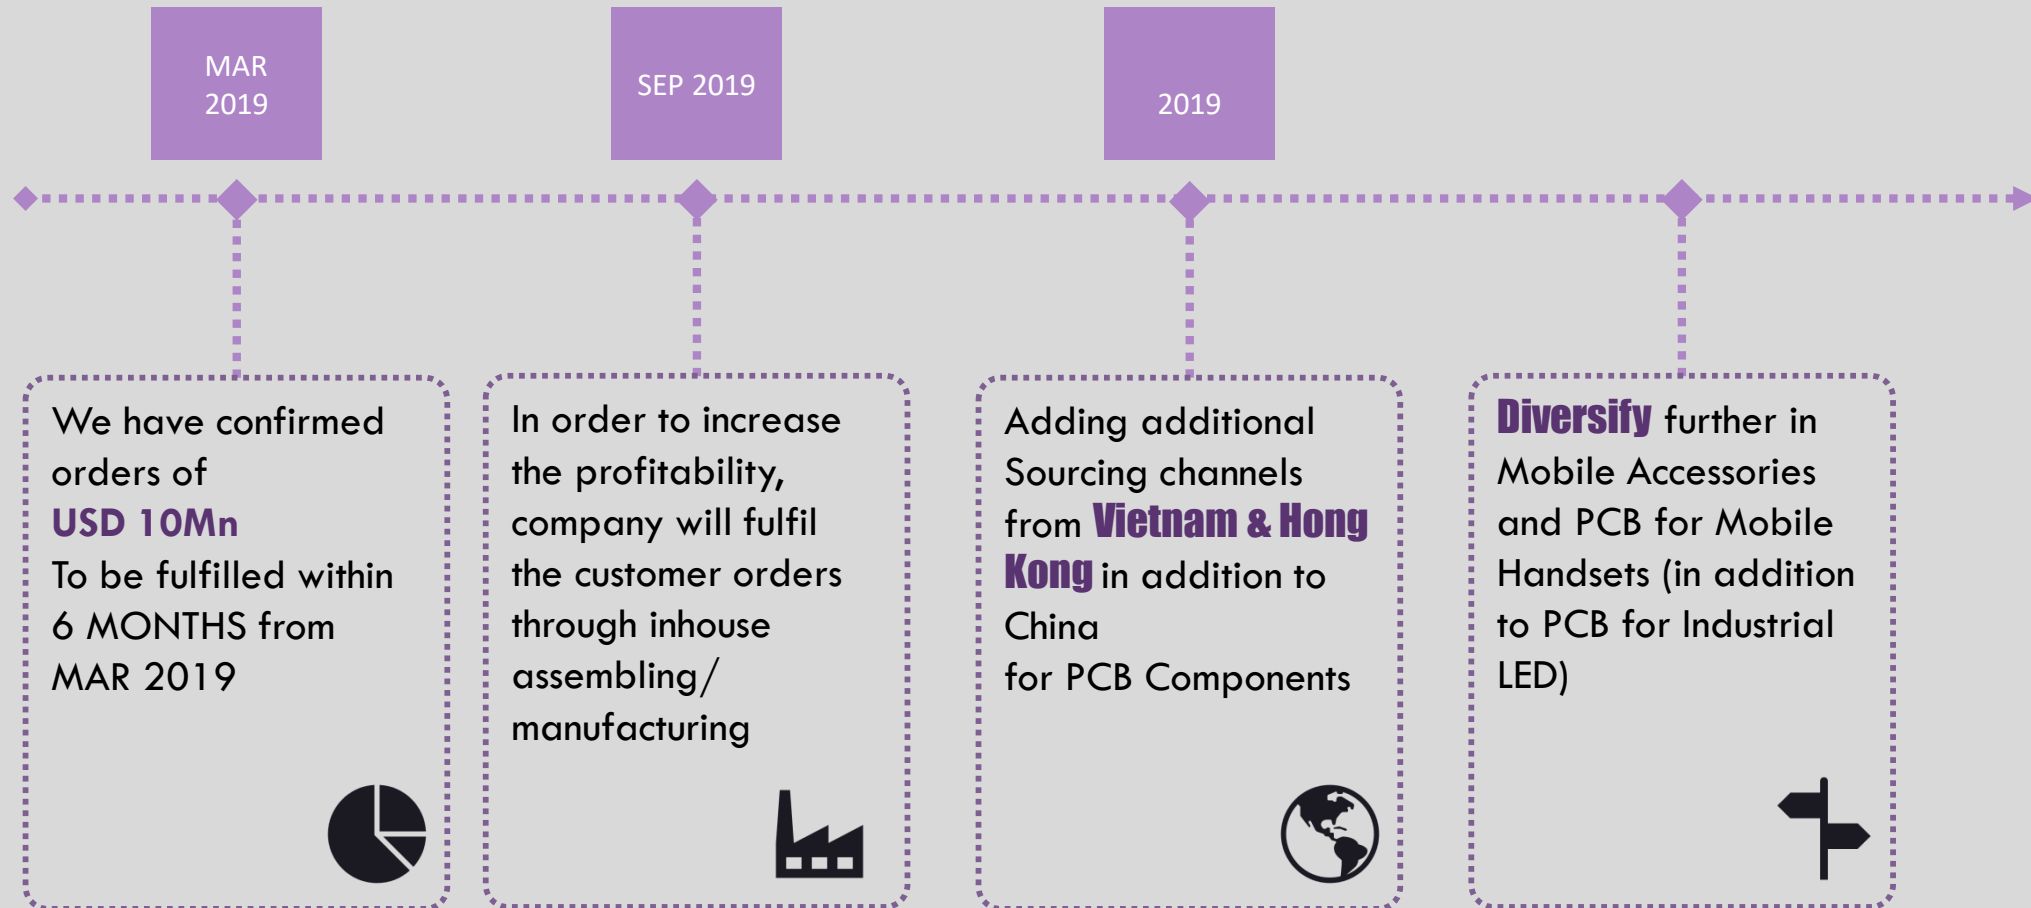 MAR
2019
SEP 2019
2019
We have confirmed
orders of
USD 10Mn
To be fulfilled within
6 MONTHS from
MAR 2019
In order to increase
the profitability,
company will fulfil
the customer orders
through inhouse
assembling/
manufacturing
Adding additional
Sourcing channels
from Vietnam & Hong
Kong in addition to
China
for PCB Components
Diversify further in
Mobile Accessories
and PCB for Mobile
Handsets (in addition
to PCB for Industrial
LED)